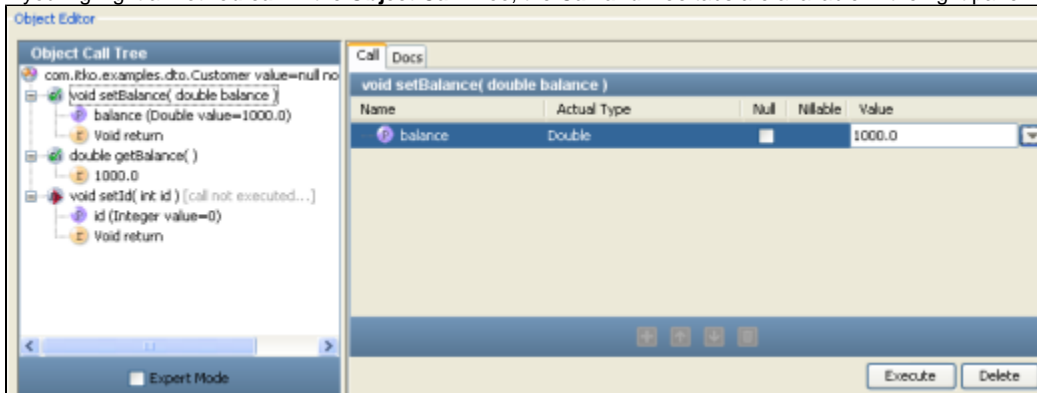 Object Editor
Object Call Tree
com.itko.examples.dto.Customer value=null no
void setBalance( double balance )
balance (Double value=1000.0)
Void return
double getBalance( )
1000.0
void setId( int id ) [call not executed...]
id (Integer value=0)
Void return
Expert Mode
Call Docs
void setBalance( double balance )
Name Actual Type Null Nillable Value
balance Double 1000.0
Execute Delete